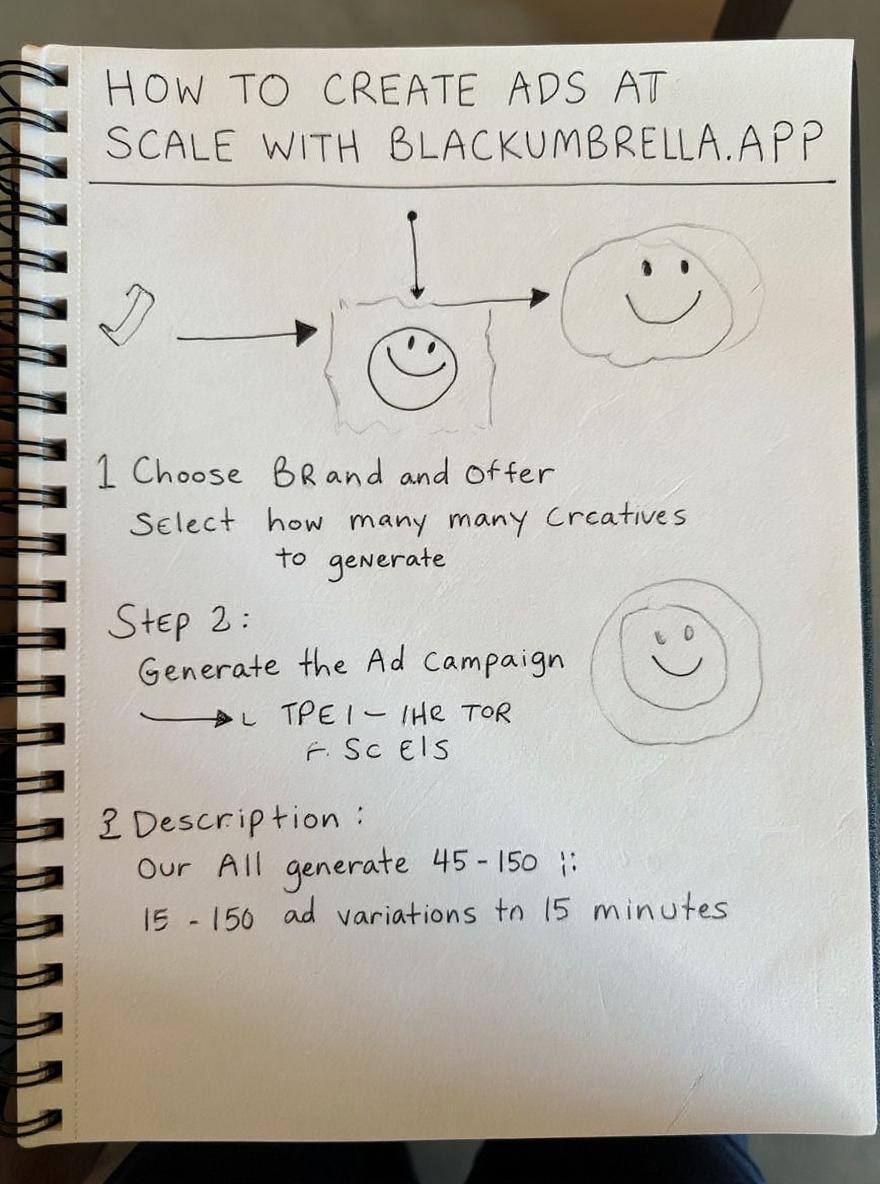 HOW TO CREATE ADS AT
SCALE WITH BLACKUMBRELLA.APP
1 Choose BRand and Offer
Select how many many Creatives
to generate
Step 2:
Generate the Ad Campaign
L TPE 1 - 1HR TOR
F. Sc EIS
Description :
Our All generate 45-150
15 - 150 ad variations tn 15 minutes